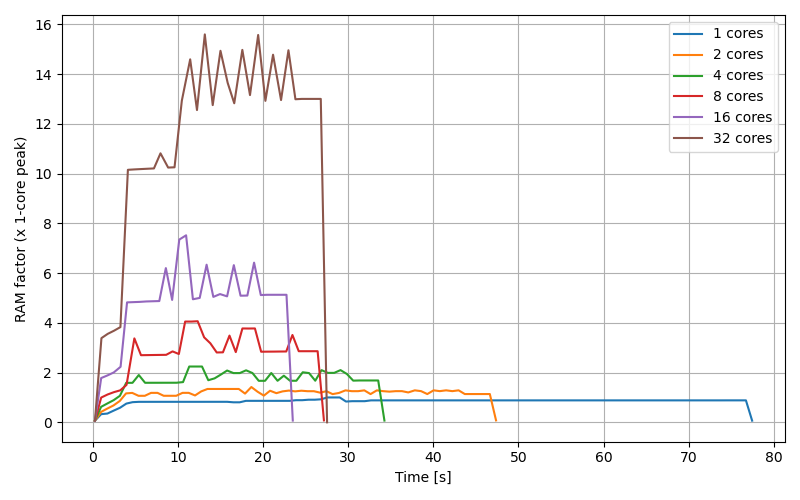 16
14
12
10
8
6
4
2
0
RAM factor (x 1-core peak)
1 cores
2 cores
4 cores
8 cores
16 cores
32 cores
0 10 20 30 40 50 60 70 80
Time [s]